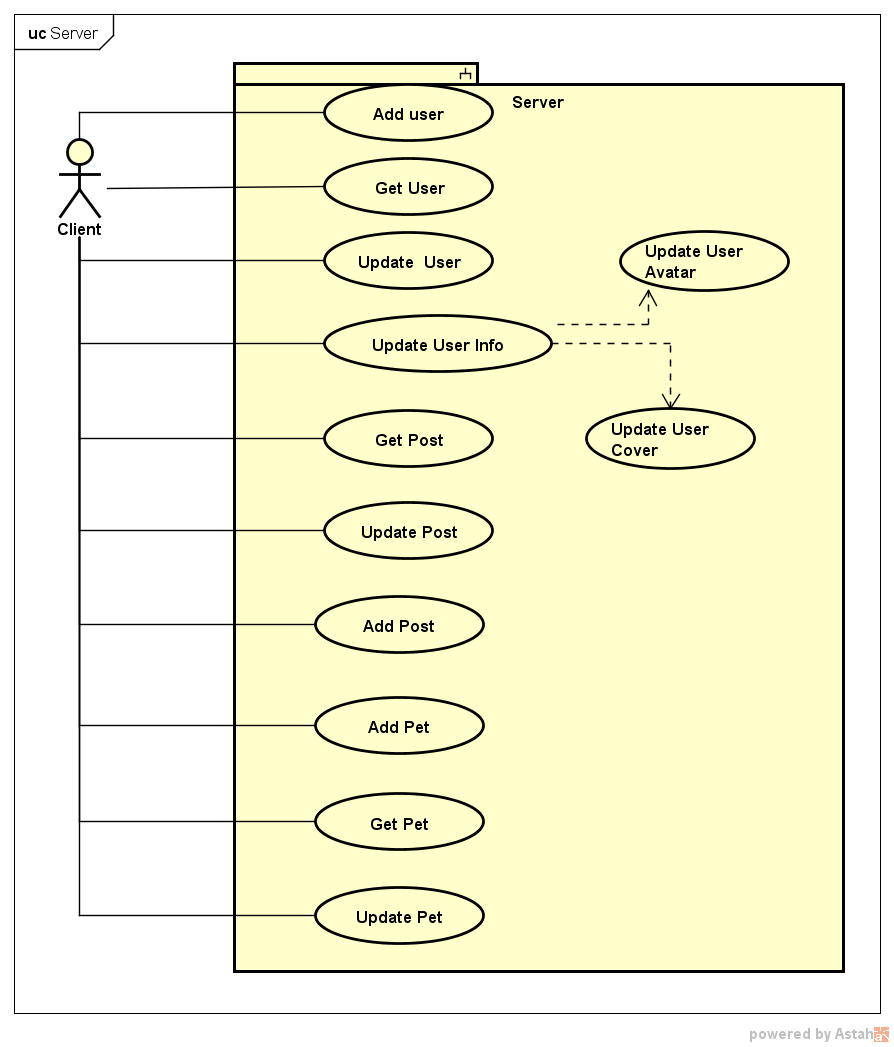 uc Server
Server
Add user
Get User
Client
Update User
Update User
Avatar
Update User Info
Update User
Cover
Get Post
Update Post
Add Post
Add Pet
Get Pet
Update Pet
powered by Astah